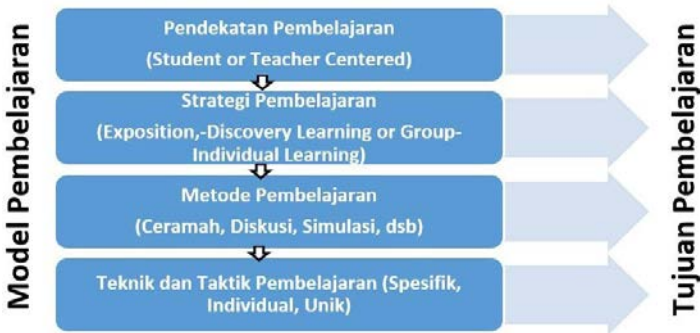 Model Pembelajaran
Pendekatan Pembelajaran
(Student or Teacher Centered)
Strategi Pembelajaran
(Exposition,-Discovery Learning or Group-
Individual Learning)
Metode Pembelajaran
(Ceramah, Diskusi, Simulasi, dsb)
Teknik dan Taktik Pembelajaran (Spesifik,
Individual, Unik)
Tujuan Pembelajaran